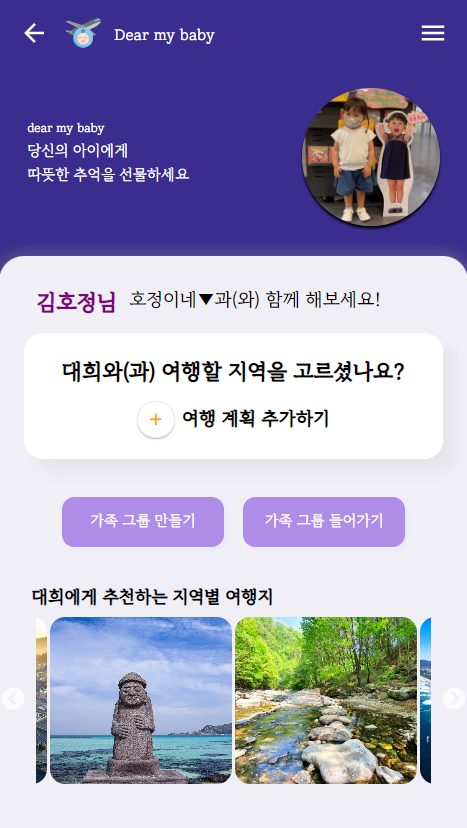 Dear my baby
dear my baby
당신의 아이에게
따뜻한 추억을 선물하세요
김호정님 호정이네▼과(와) 함께 해보세요!
대희와(과) 여행할 지역을 고르셨나요?
+ 여행 계획 추가하기
가족 그룹 만들기
가족 그룹 들어가기
대희에게 추천하는 지역별 여행지